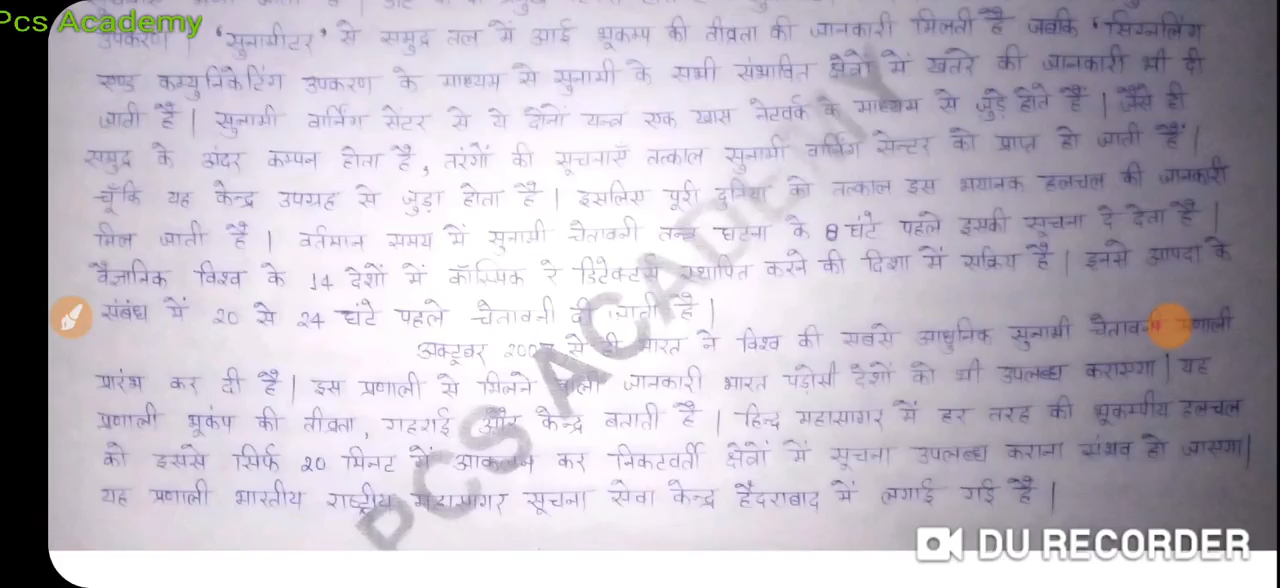 Pcs Academy
उपकरण। 'सुनामीटर' से समुद्र तल में आई भूकम्प की तीव्रता की जानकारी मिलती है जबकि 'सिग्नलिंग
एण्ड कम्युनिकेटिंग उपकरण के माध्यम से सुनामी के सभी संभावित क्षेत्रों में खतरे की जानकारी भी दी
जाती है। सुनामी वार्निंग सेंटर से ये दोनों यन्त्र एक खास नेटवर्क के माध्यम से जुड़े होते हैं। जैसे ही
समुद्र के अंदर कम्पन होता है, तरंगों की सूचनाएँ तत्काल सुनामी वार्निंग सेन्टर को प्राप्त हो जाती हैं।
चूँकि यह केन्द्र उपग्रह से जुड़ा होता है। इसलिए पूरी दुनिया को तत्काल इस भयानक हलचल की जानकारी
मिल जाती है। वर्तमान समय में सुनामी चेतावनी तन्त्र घटना के 8 घंटे पहले इसकी सूचना दे देता है।
वैज्ञानिक विश्व के 14 देशों में कॉस्मिक रे डिटेक्टर्स स्थापित करने की दिशा में सक्रिय है। इनसे आपदा के
संबंध में 20 से 24 घंटे पहले चेतावनी दी जाती है।
अक्टूबर से ही भारत ने विश्व की सबसे आधुनिक सुनामी चेतावनी प्रणाली
प्रारंभ कर दी है। इस प्रणाली से मिलने वाली जानकारी भारत पड़ोसी देशों को भी उपलब्ध कराएगा। यह
प्रणाली भूकंप की तीव्रता, गहराई और केन्द्र बताती है। हिन्द महासागर में हर तरह की भूकम्पीय हलचल
को इससे सिर्फ 20 मिनट में आकलन कर निकटवर्ती क्षेत्रों में सूचना उपलब्ध कराना संभव हो जाएगा।
यह प्रणाली भारतीय राष्ट्रीय महासागर सूचना सेवा केन्द्र हैदराबाद में लगाई गई है।
PCS ACADEMY
DU RECORDER